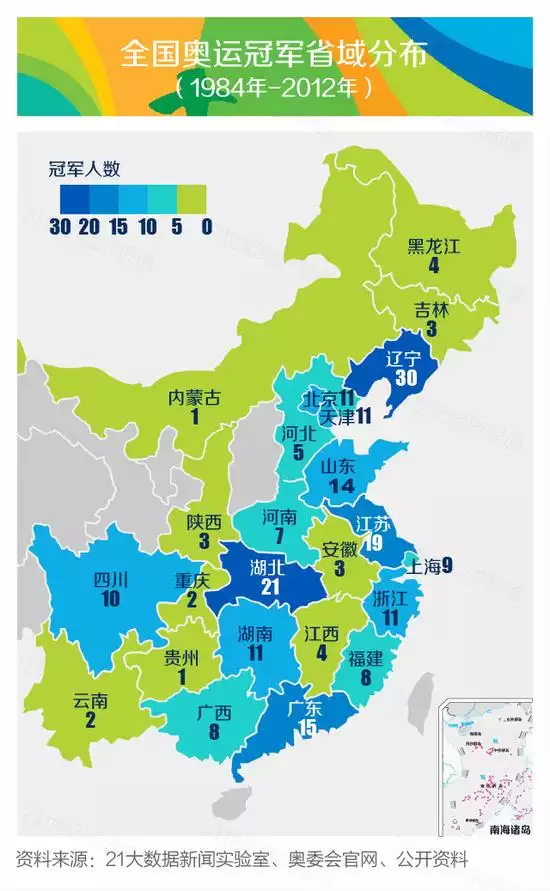 全国奥运冠军省域分布
（1984年-2012年）
冠军人数
30 20 15 10 5 0
黑龙江
4
吉林
3
辽宁
30
内蒙古
1
北京11
天津11
河北
5
山东
14
陕西
3
河南
7
江苏
19
安徽
3
上海9
四川
10
重庆
2
湖北
21
浙江
11
湖南
11
江西
4
贵州
1
福建
8
云南
2
广西
8
广东
15
南海诸岛
资料来源：21大数据新闻实验室、奥委会官网、公开资料